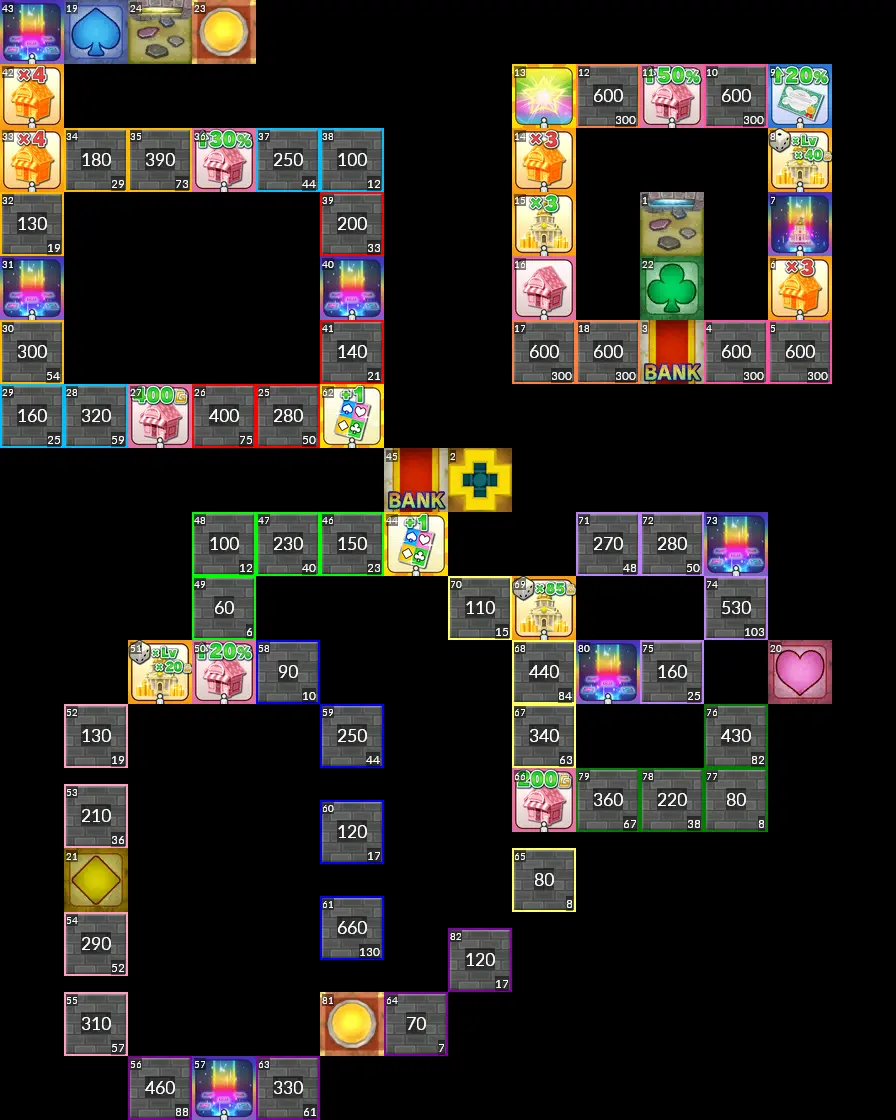 43 19 24 23
42 ×4 13 12 600 300 11 ↑50% 10 600 300 9 ↑20%
33 ×4 34 180 29 35 390 73 36 ↑30% 37 250 44 38 100 12 14 ×3 8 ×Lv ×40
32 130 19 39 200 33 15 ×3 1 7
31 40 16 22 6 ×3
30 300 54 41 140 21 17 600 300 18 600 300 3 BANK 4 600 300 5 600 300
29 160 25 28 320 59 27 400G 26 400 75 25 280 50 62 +1
45 BANK 2
48 100 12 47 230 40 46 150 23 44 +1 71 270 48 72 280 50 73
49 60 6 70 110 15 69 ×85 74 530 103
51 ×Lv ×20 50 ↑20% 58 90 10 68 440 84 80 75 160 25 20
52 130 19 59 250 44 67 340 63 76 430 82
53 210 36 60 120 17 66 200G 79 360 67 78 220 38 77 80 8
21 65 80 8
54 290 52 61 660 130 82 120 17
55 310 57 81 64 70 7
56 460 88 57 63 330 61